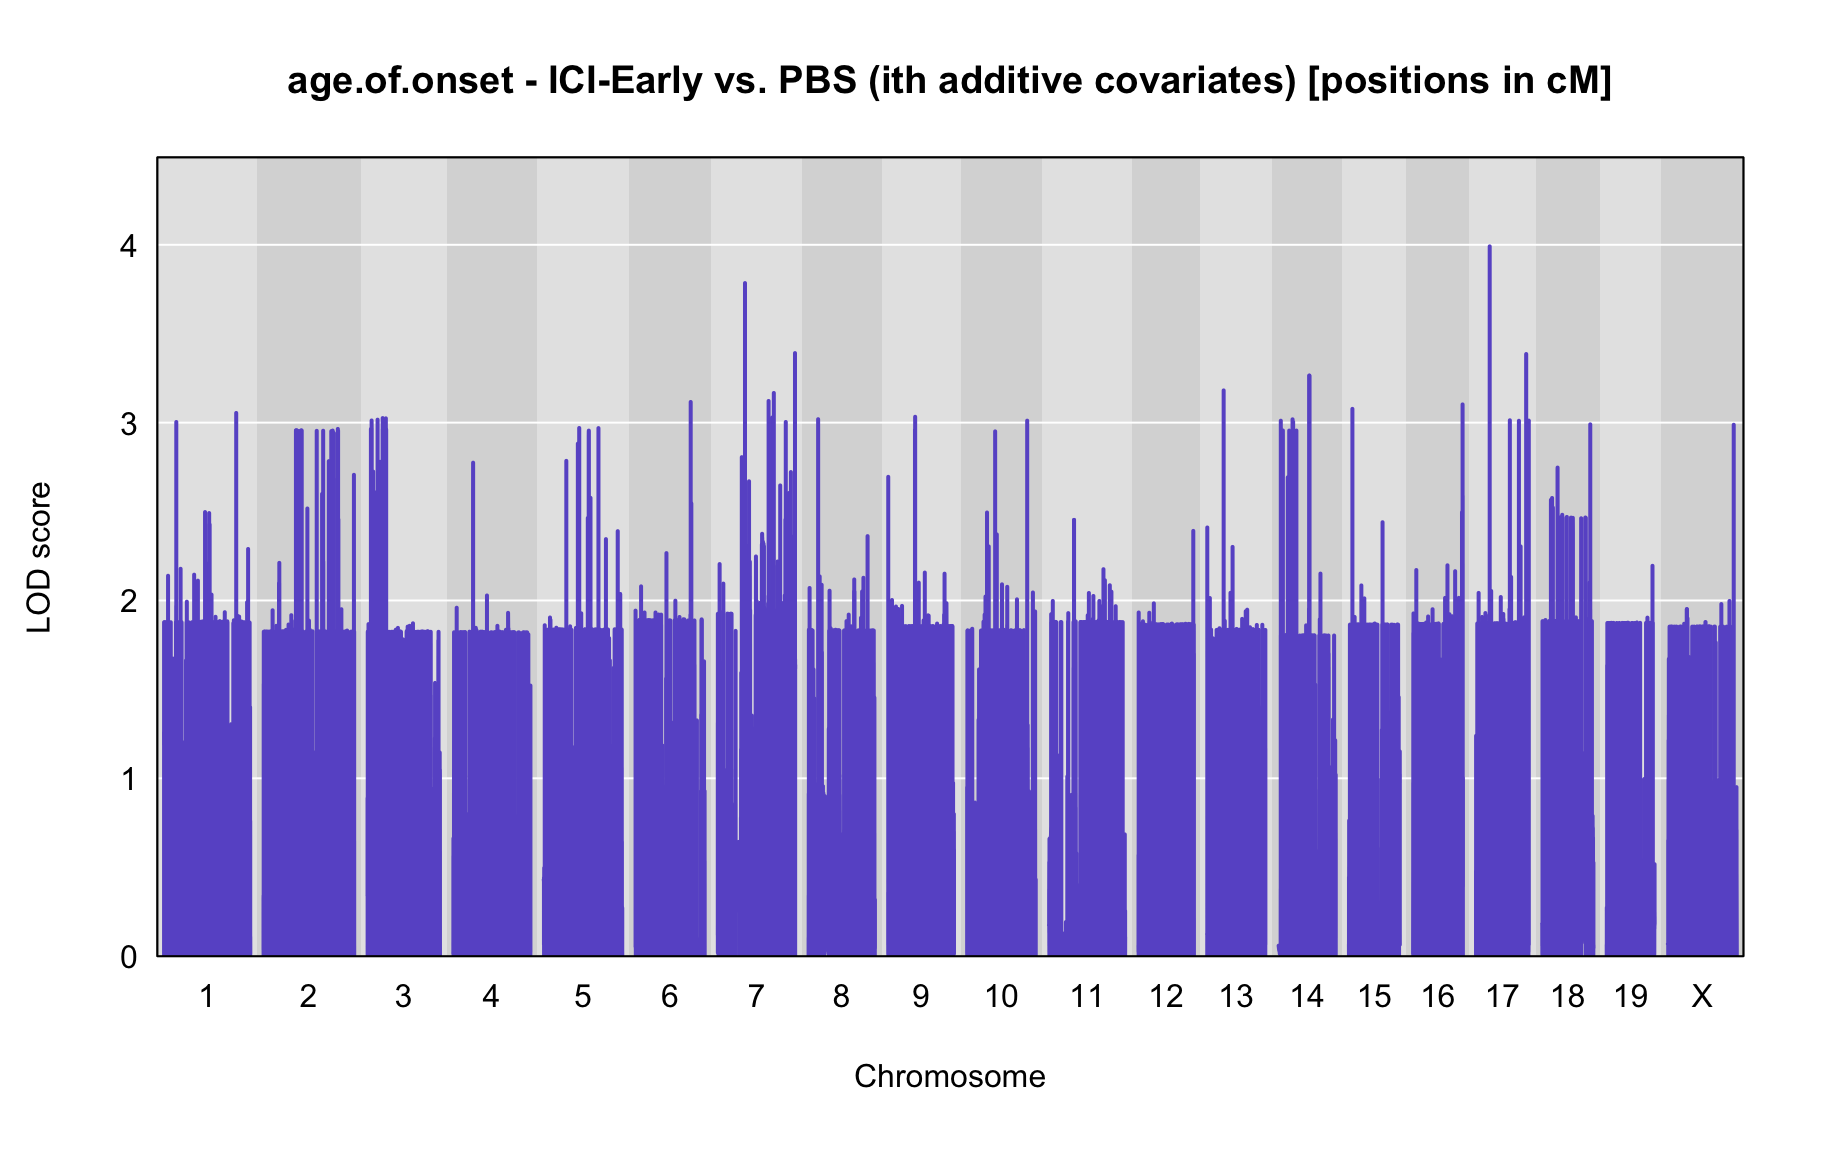 age.of.onset - ICI-Early vs. PBS (ith additive covariates) [positions in cM]
4
3
2
1
0
LOD score
1 2 3 4 5 6 7 8 9 10 11 12 13 14 15 16 17 18 19 X
Chromosome